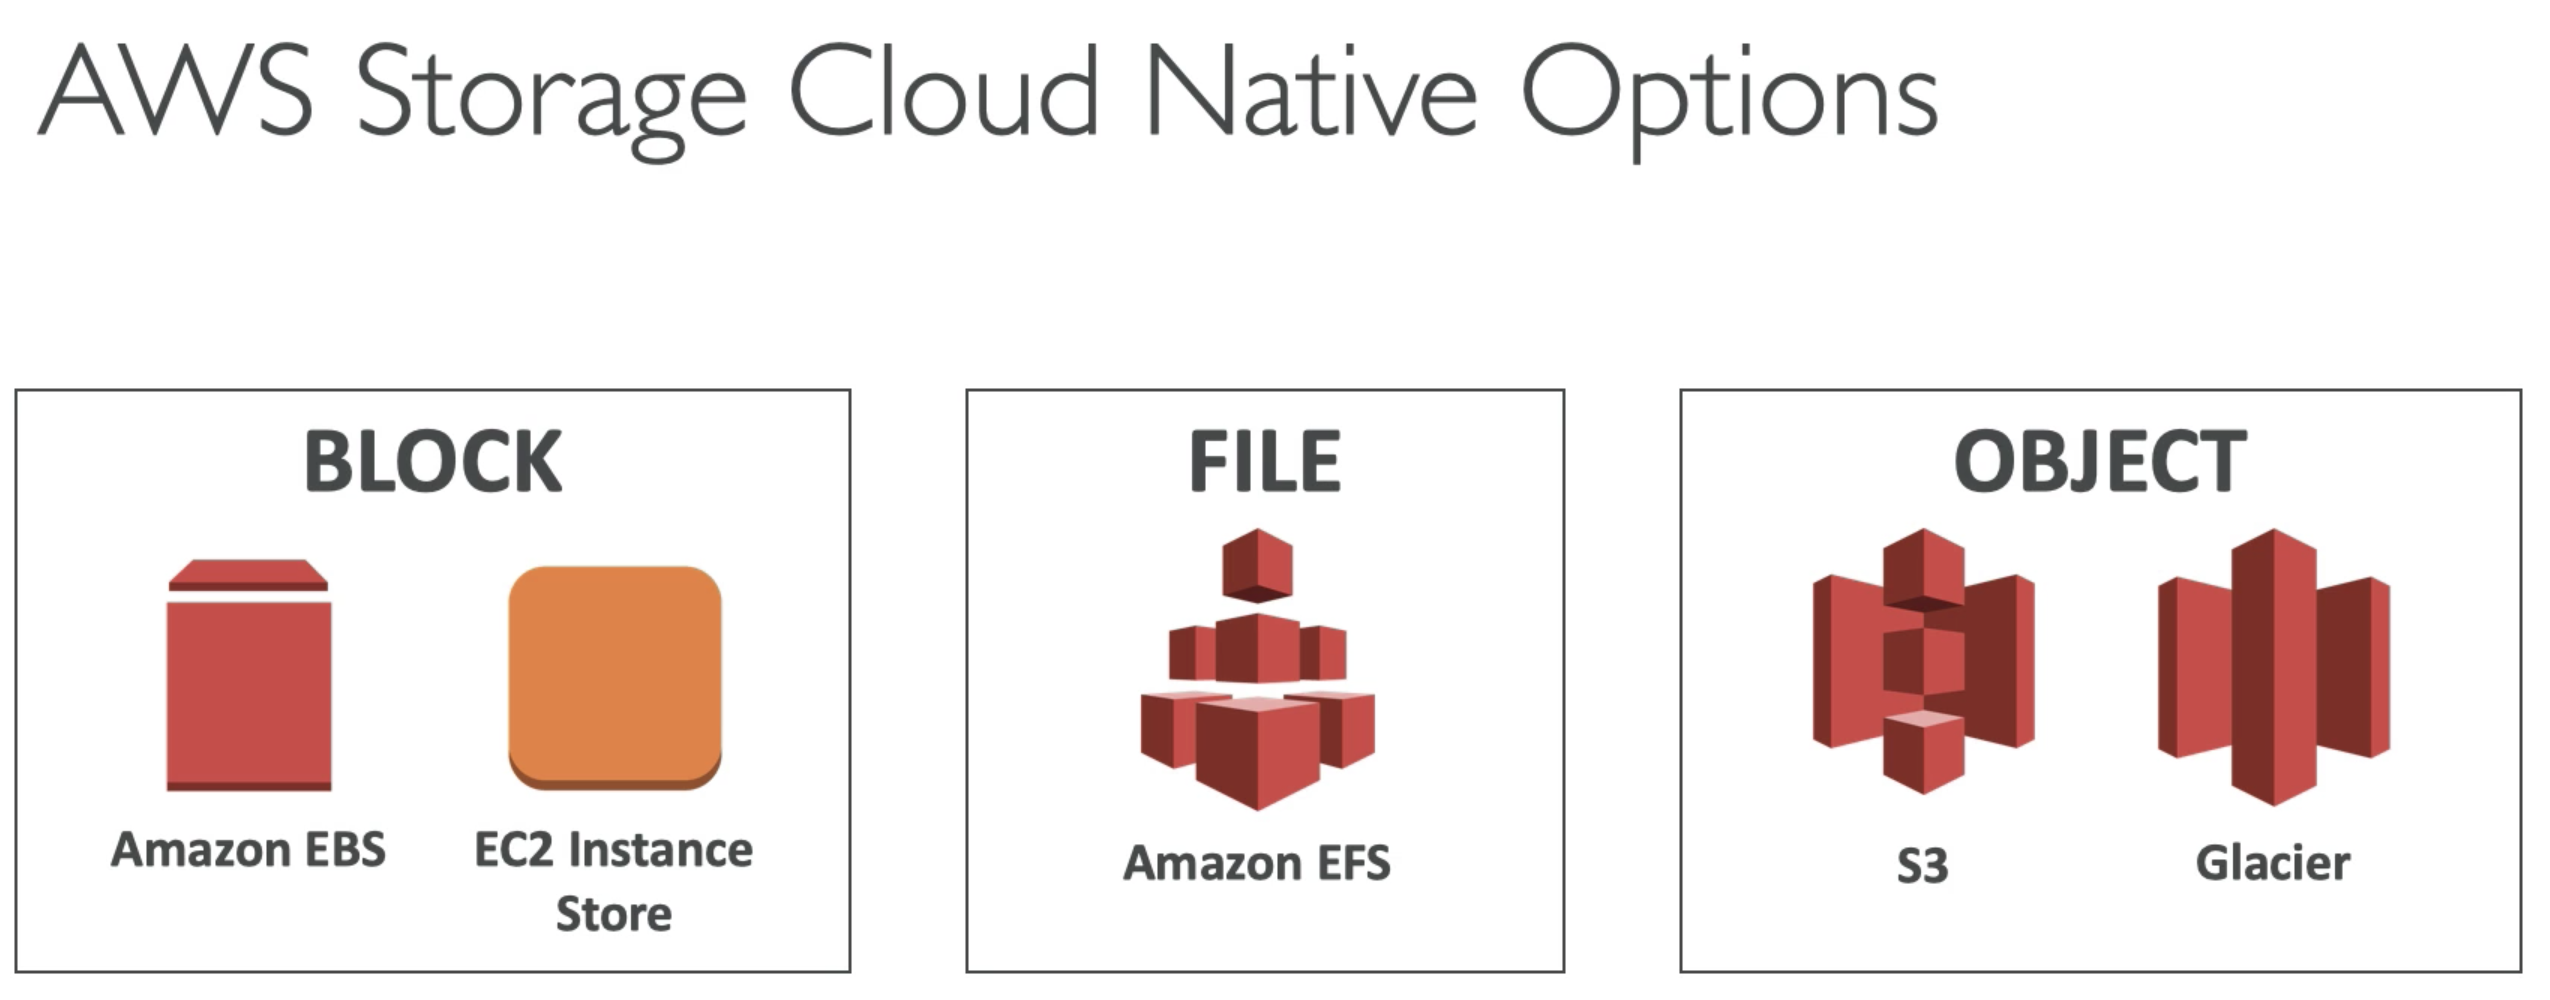 AWS Storage Cloud Native Options
BLOCK
Amazon EBS
EC2 Instance
Store
FILE
Amazon EFS
OBJECT
S3
Glacier